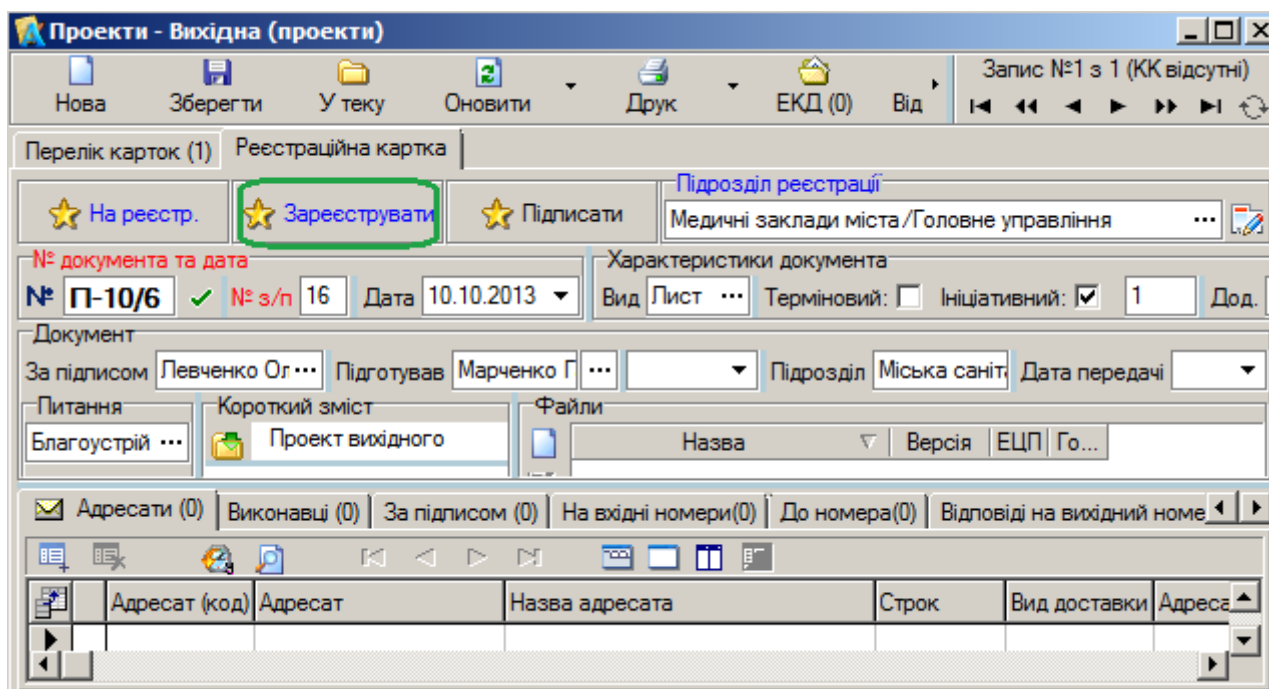 Проекти - Вихідна (проекти)
Нова Зберегти У теку Оновити Друк ЕКД (0) Від Запис №1 з 1 (КК відсутні)
Перелік карток (1) Реєстраційна картка
На реєстр. Зареєструвати Підписати Підрозділ реєстрації
Медичні заклади міста/Головне управління ...
№ документа та дата Характеристики документа
№ П-10/6 № з/п 16 Дата 10.10.2013 Вид Лист ... Терміновий: Ініціативний: 1 Дод.
Документ
За підписом Левченко Ол ... Підготував Марченко Г ... Підрозділ Міська саніт Дата передачі
Питання Короткий зміст Файли
Благоустрій ... Проект вихідного Назва Версія ЕЦП Го...
Адресати (0) Виконавці (0) За підписом (0) На вхідні номери(0) До номера(0) Відповіді на вихідний номе
Адресат (код) Адресат Назва адресата Строк Вид доставки Адреса